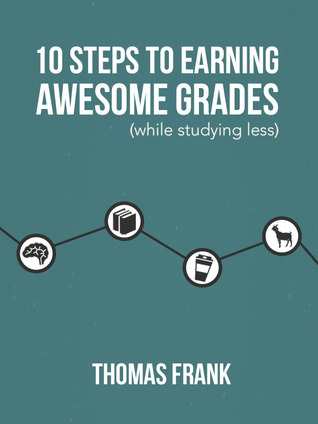 10 STEPS TO EARNING
AWESOME GRADES
(while studying less)
THOMAS FRANK